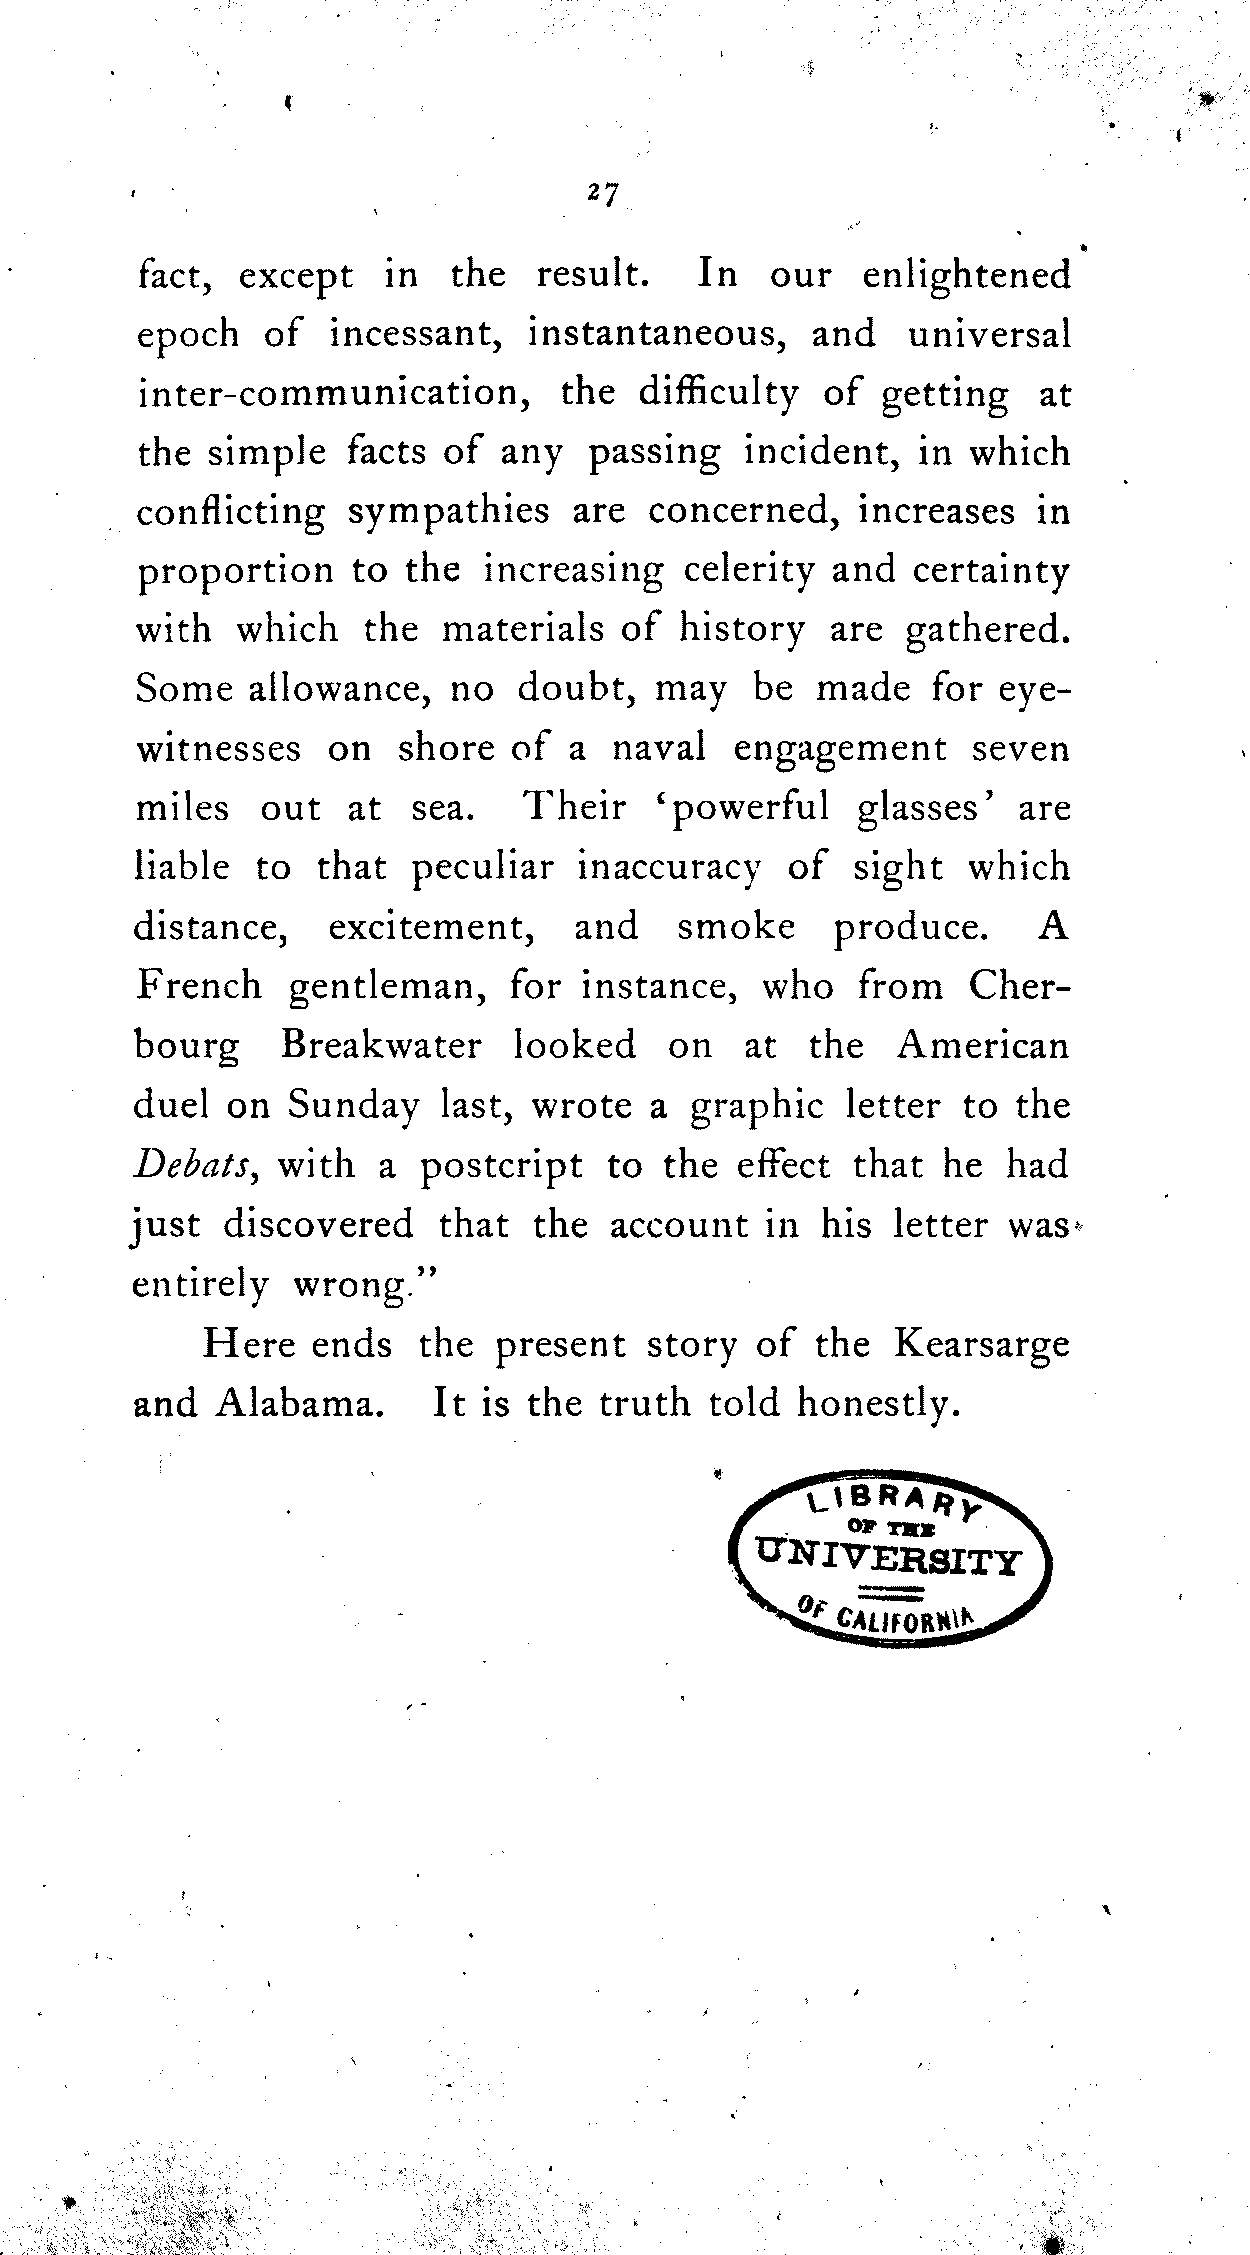 27
fact, except in the result. In our enlightened
epoch of incessant, instantaneous, and universal
inter-communication, the difficulty of getting at
the simple facts of any passing incident, in which
conflicting sympathies are concerned, increases in
proportion to the increasing celerity and certainty
with which the materials of history are gathered.
Some allowance, no doubt, may be made for eye-
witnesses on shore of a naval engagement seven
miles out at sea. Their ‘powerful glasses’ are
liable to that peculiar inaccuracy of sight which
distance, excitement, and smoke produce. A
French gentleman, for instance, who from Cher-
bourg Breakwater looked on at the American
duel on Sunday last, wrote a graphic letter to the
Debats, with a postcript to the effect that he had
just discovered that the account in his letter was
entirely wrong.”
Here ends the present story of the Kearsarge
and Alabama. It is the truth told honestly.
LIBRARY
OF THE
UNIVERSITY
OF CALIFORNIA